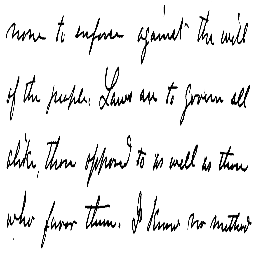 none to enforce against the will
of the people. Laws are to govern all
alike, those opposed to as well as those
who favor them. I know no method